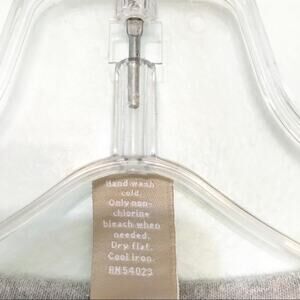 Hand wash
cold.
Only non-
chlorine
bleach when
needed.
Dry flat.
Cool iron.
RN54023